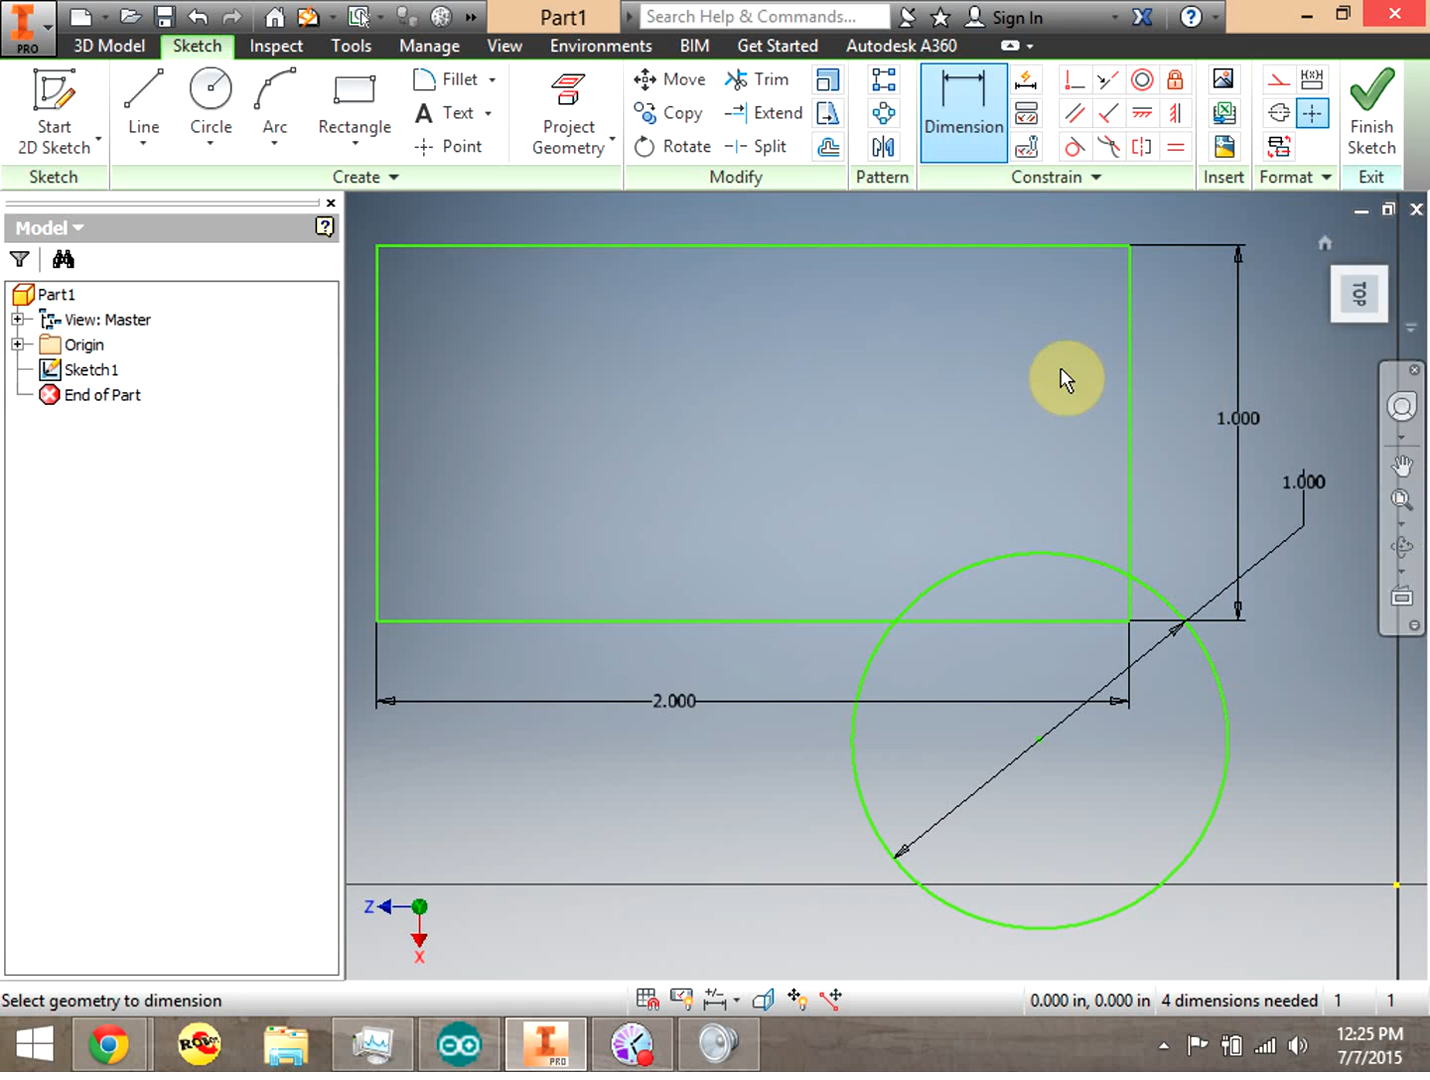 PRO
Part1
Search Help & Commands...
Sign In
3D Model
Sketch
Inspect
Tools
Manage
View
Environments
BIM
Get Started
Autodesk A360
Start
2D Sketch
Line
Circle
Arc
Rectangle
Fillet
Text
Point
Project
Geometry
Move
Copy
Rotate
Trim
Extend
Split
Dimension
Finish
Sketch
Sketch
Create
Modify
Pattern
Constrain
Insert
Format
Exit
Model
Part1
View: Master
Origin
Sketch1
End of Part
TOP
1.000
1.000
2.000
Z
X
Select geometry to dimension
0.000 in, 0.000 in
4 dimensions needed
1
1
PRO
12:25 PM
7/7/2015